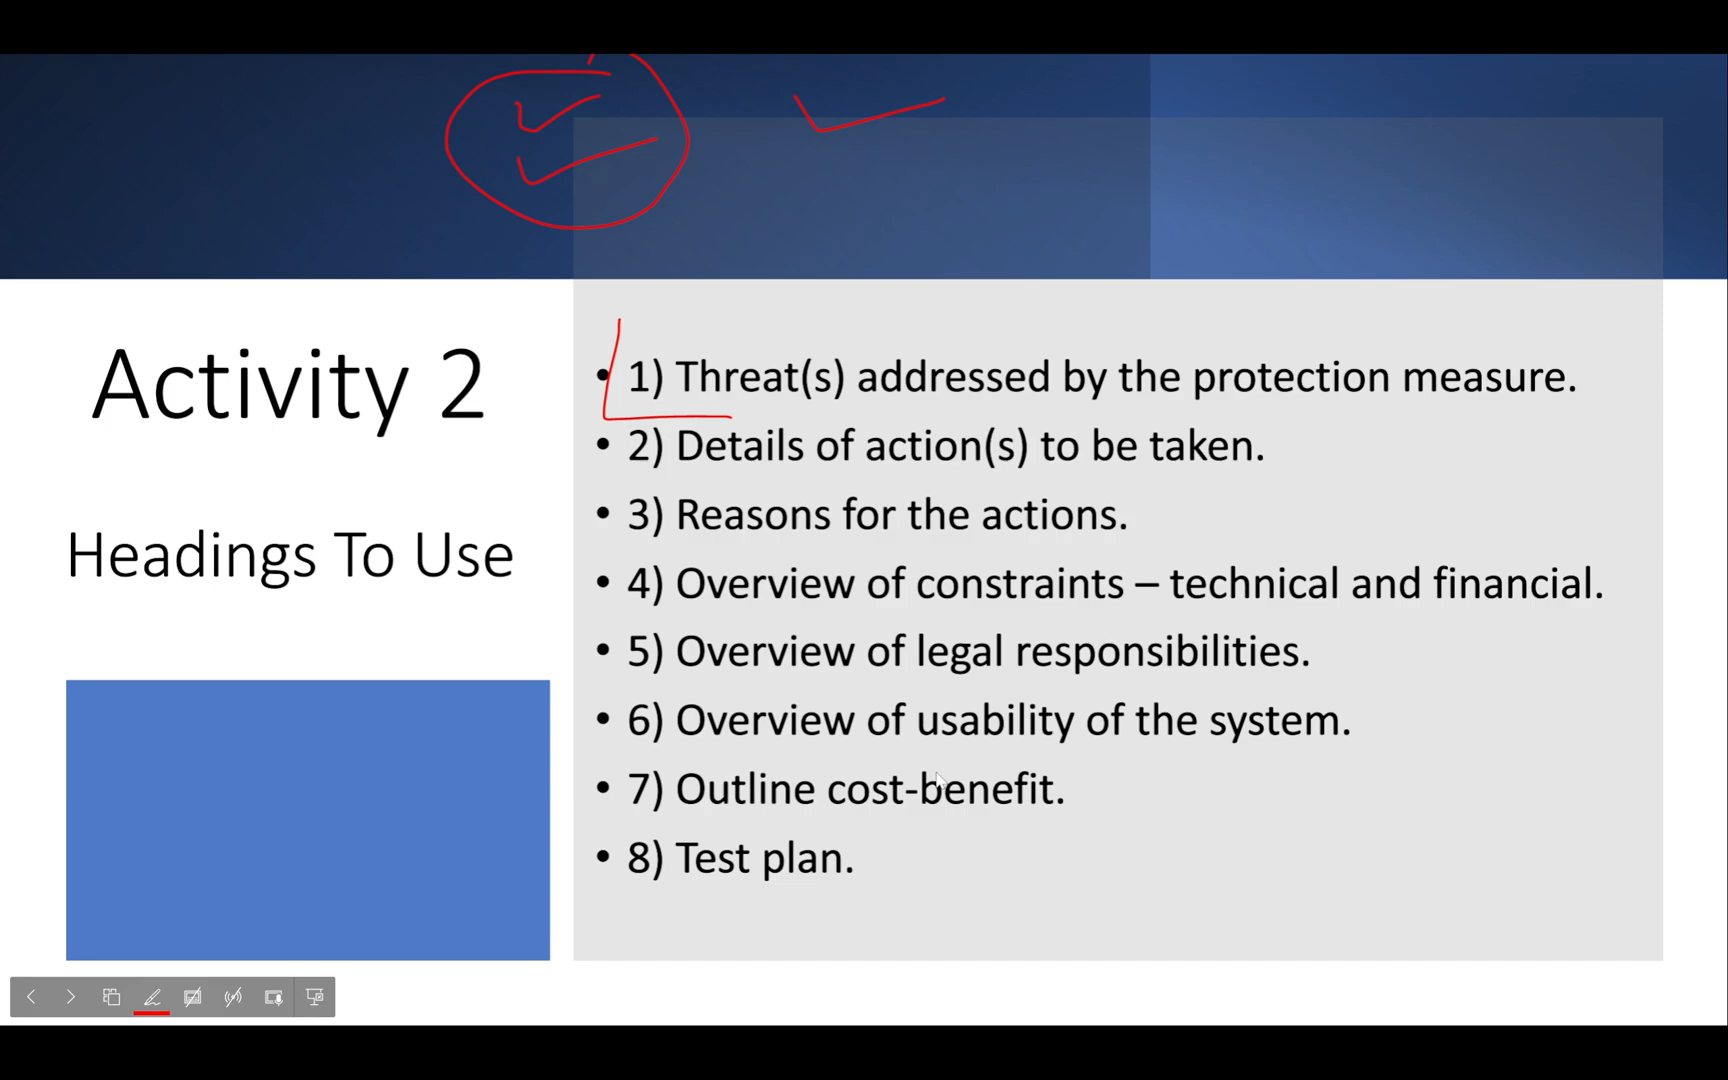 Activity 2
Headings To Use
• 1) Threat(s) addressed by the protection measure.
• 2) Details of action(s) to be taken.
• 3) Reasons for the actions.
• 4) Overview of constraints – technical and financial.
• 5) Overview of legal responsibilities.
• 6) Overview of usability of the system.
• 7) Outline cost-benefit.
• 8) Test plan.